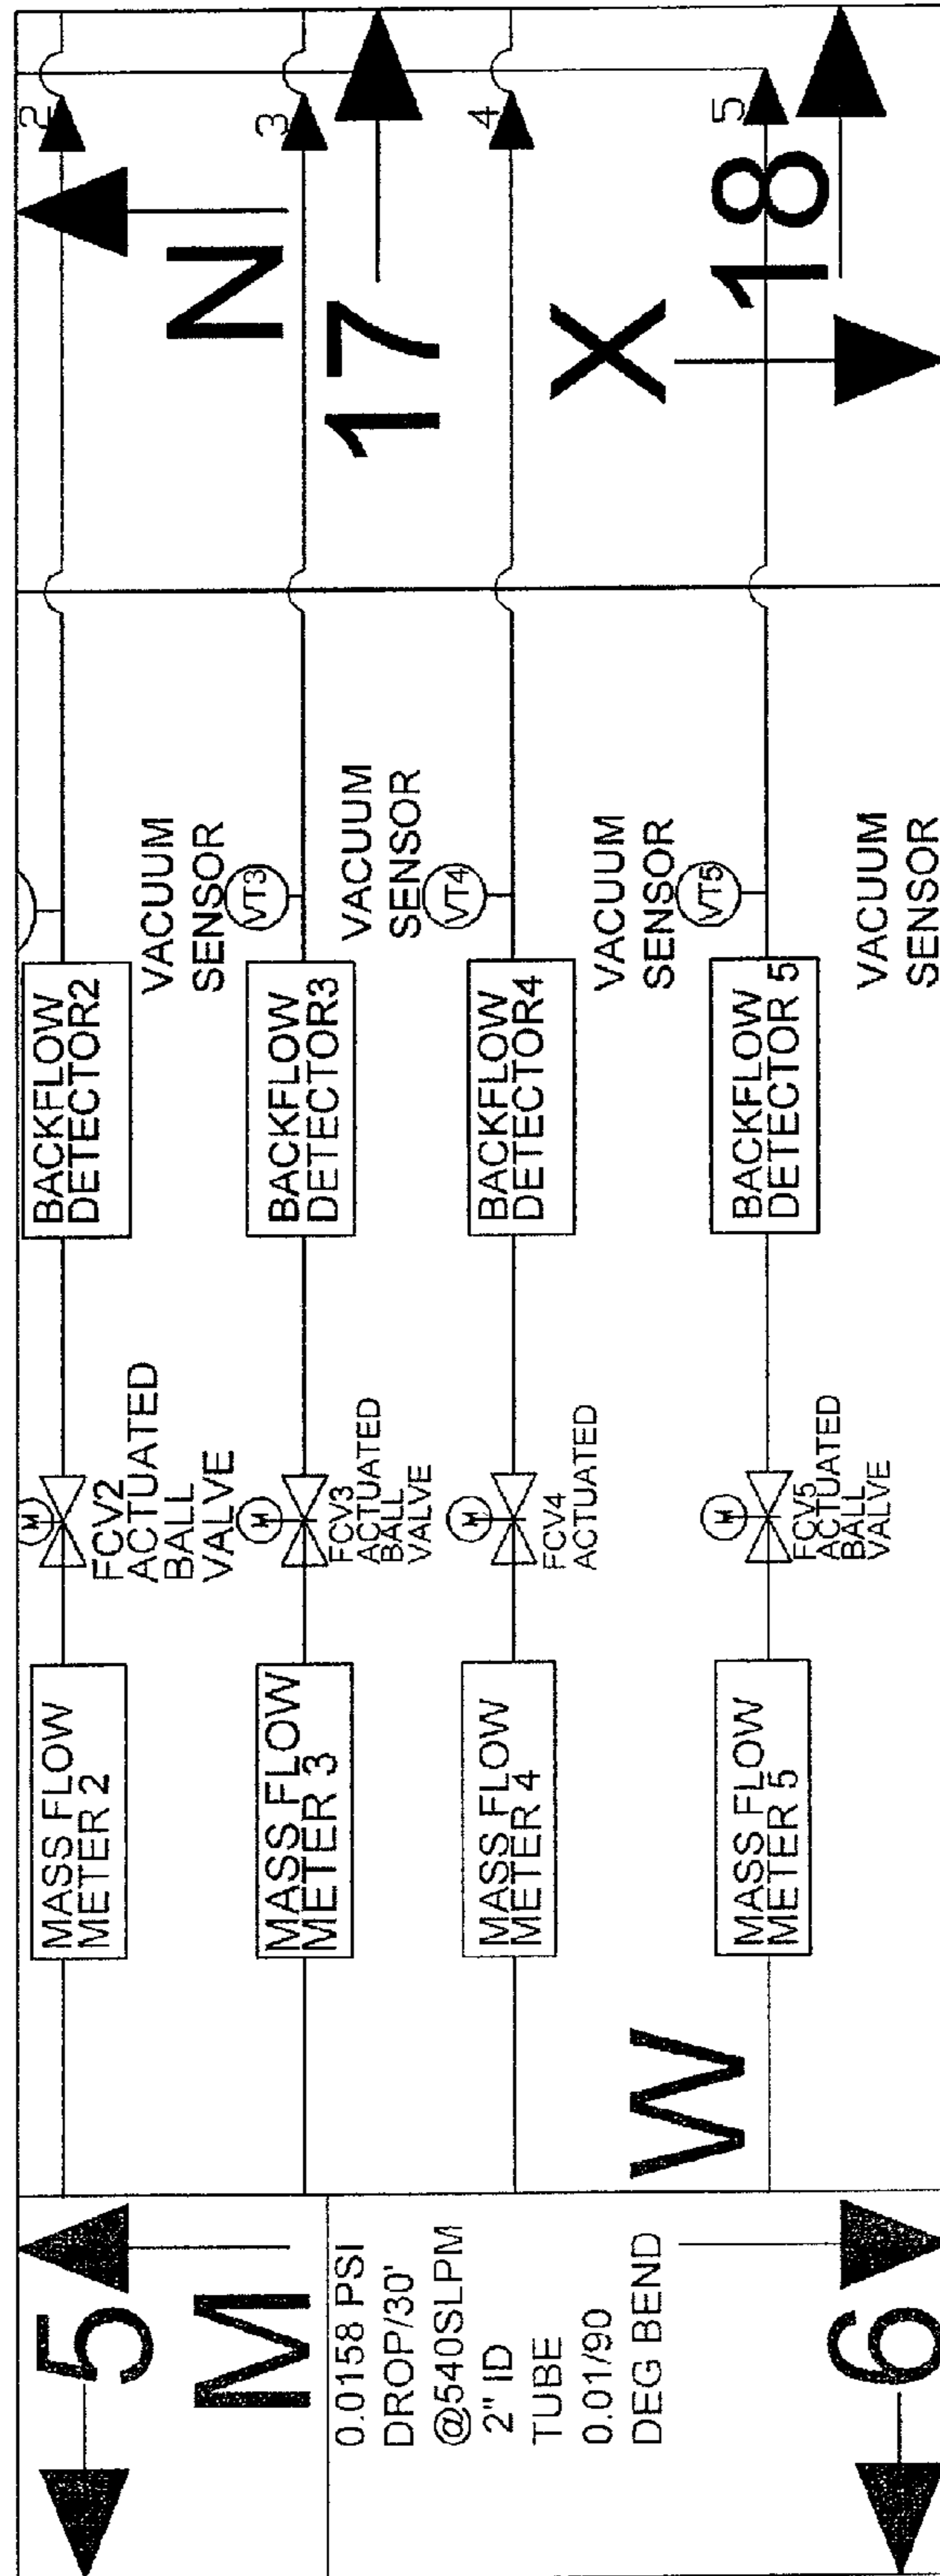 2
3
4
5
N
17
X
18
VACUUM
SENSOR
VT3
VACUUM
SENSOR
VT4
VACUUM
SENSOR
VT5
VACUUM
SENSOR
BACKFLOW
DETECTOR2
BACKFLOW
DETECTOR3
BACKFLOW
DETECTOR4
BACKFLOW
DETECTOR 5
M
FCV2
ACTUATED
BALL
VALVE
M
FCV3
ACTUATED
BALL
VALVE
M
FCV4
ACTUATED
M
FCV5
ACTUATED
BALL
VALVE
MASS FLOW
METER 2
MASS FLOW
METER 3
MASS FLOW
METER 4
MASS FLOW
METER 5
W
5
M
0.0158 PSI
DROP/30'
@540SLPM
2" ID
TUBE
0.01/90
DEG BEND
6